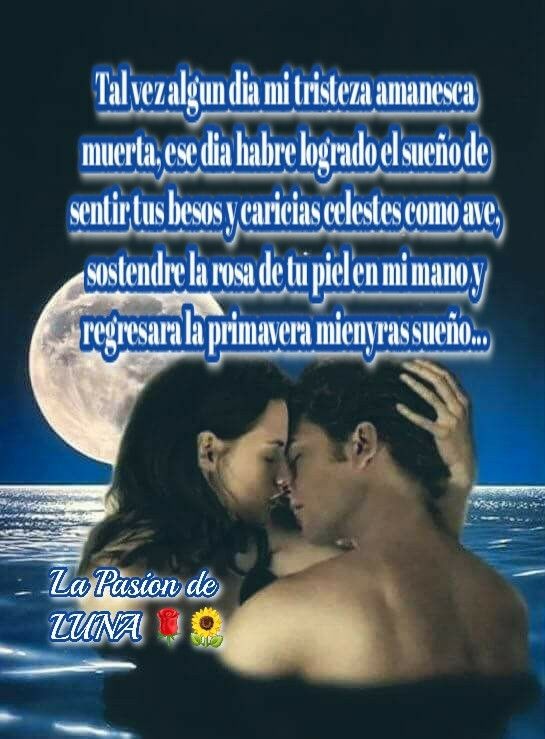 Tal vez algun dia mi tristeza amanesca
muerta, ese dia habre logrado el sueño de
sentir tus besos y caricias celestes como ave,
sostendre la rosa de tu piel en mi mano y
regresara la primavera mienyras sueño...
La Pasion de
LUNA 🌹🌻